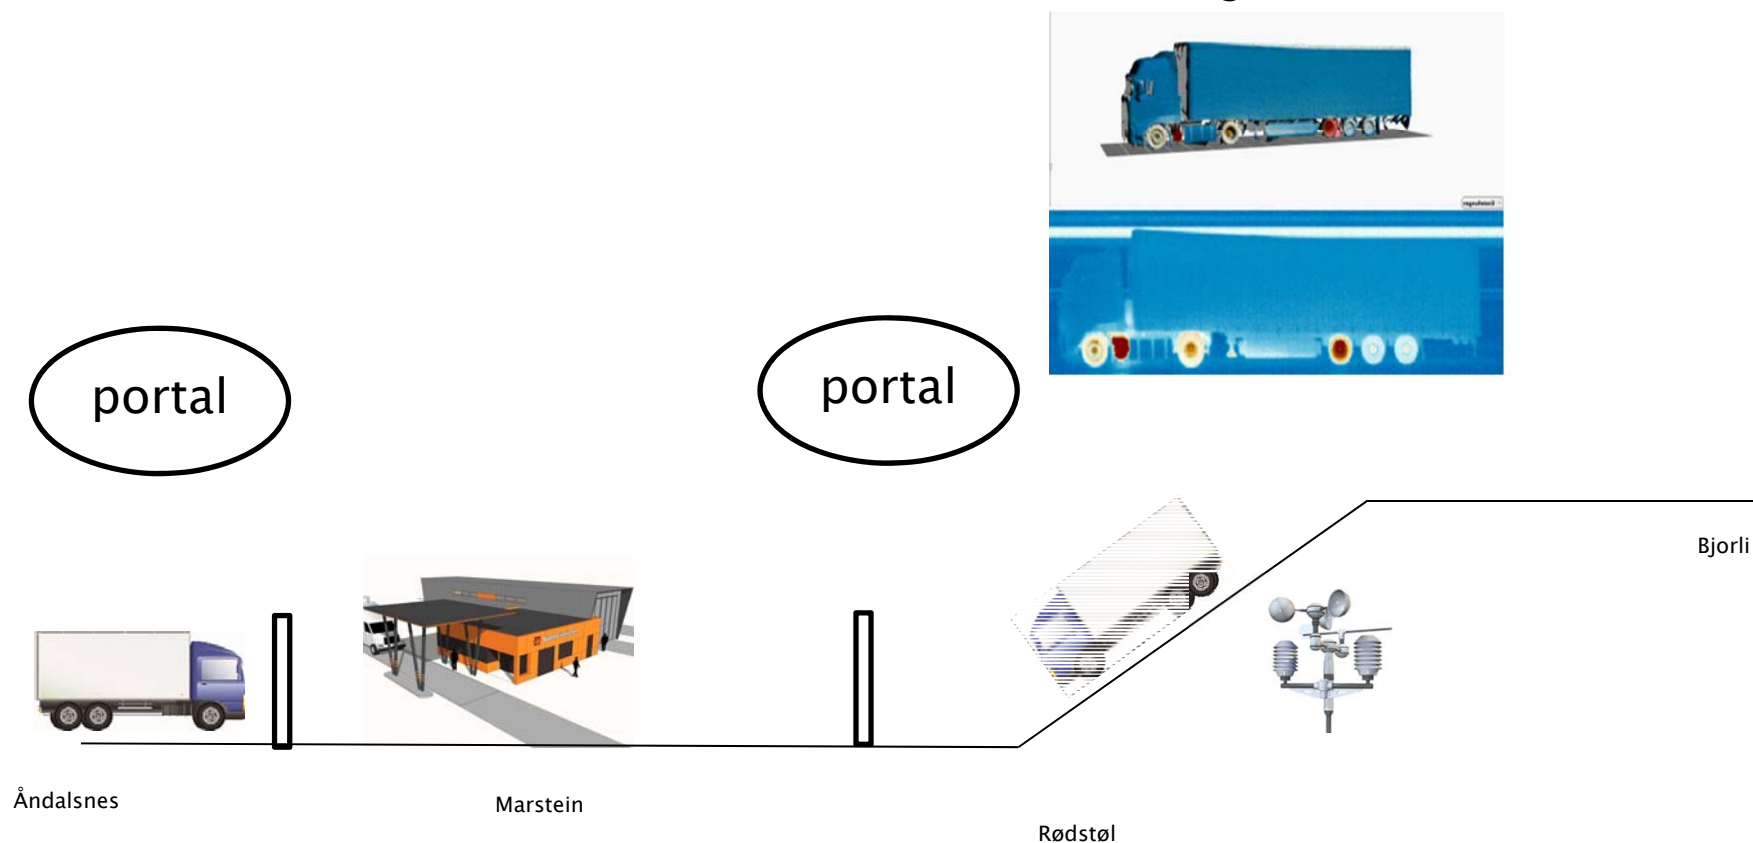 portal
portal
Bjorli
Åndalsnes
Marstein
Rødstøl